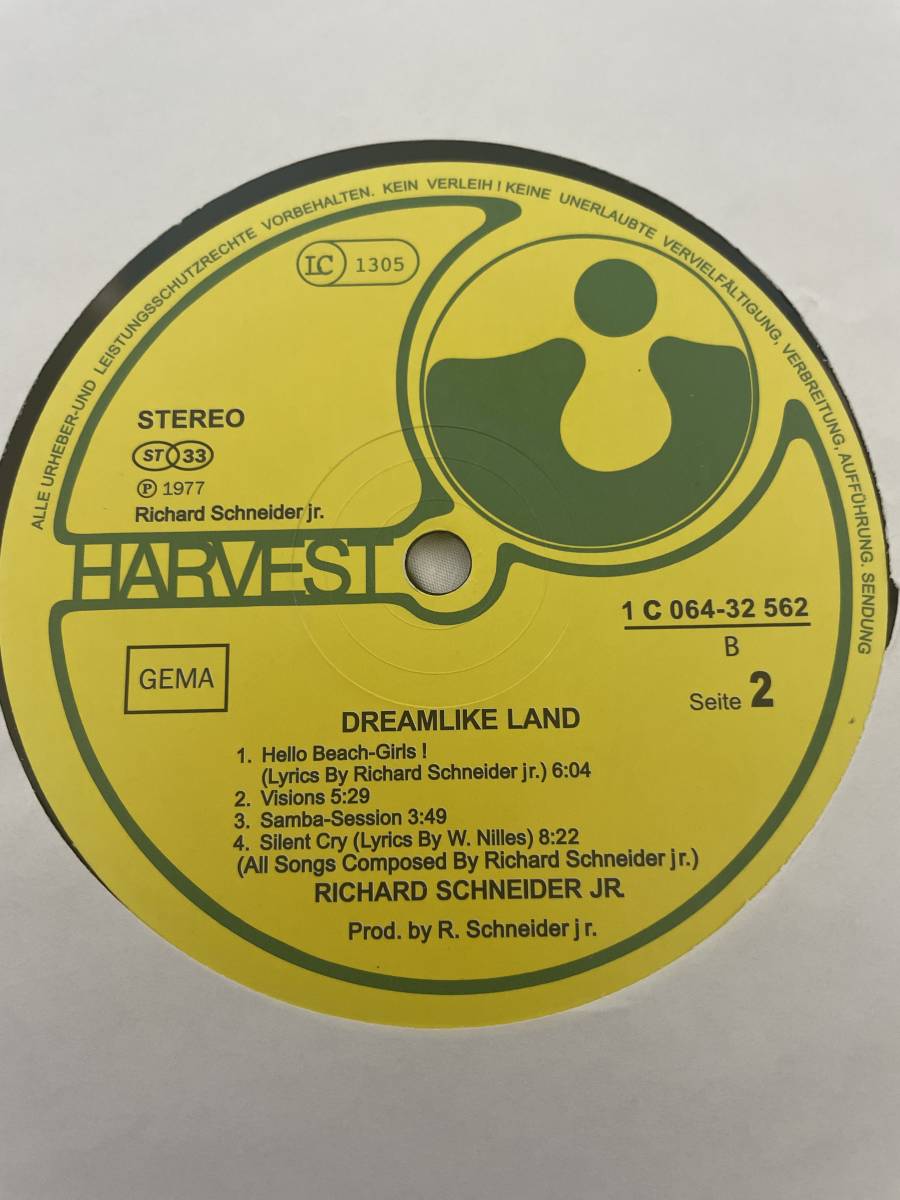 ALLE URHEBER-UND LEISTUNGSSCHUTZRECHTE VORBEHALTEN. KEIN VERLEIH ! KEINE UNERLAUBTE VERVIELFÄLTIGUNG, VERBREITUNG, AUFFÜHRUNG. SENDUNG
LC 1305
STEREO
ST 33
℗ 1977
Richard Schneider jr.
HARVEST
1 C 064-32 562
B
Seite 2
GEMA
DREAMLIKE LAND
1. Hello Beach-Girls !
(Lyrics By Richard Schneider jr.) 6:04
2. Visions 5:29
3. Samba-Session 3:49
4. Silent Cry (Lyrics By W. Nilles) 8:22
(All Songs Composed By Richard Schneider jr.)
RICHARD SCHNEIDER JR.
Prod. by R. Schneider jr.